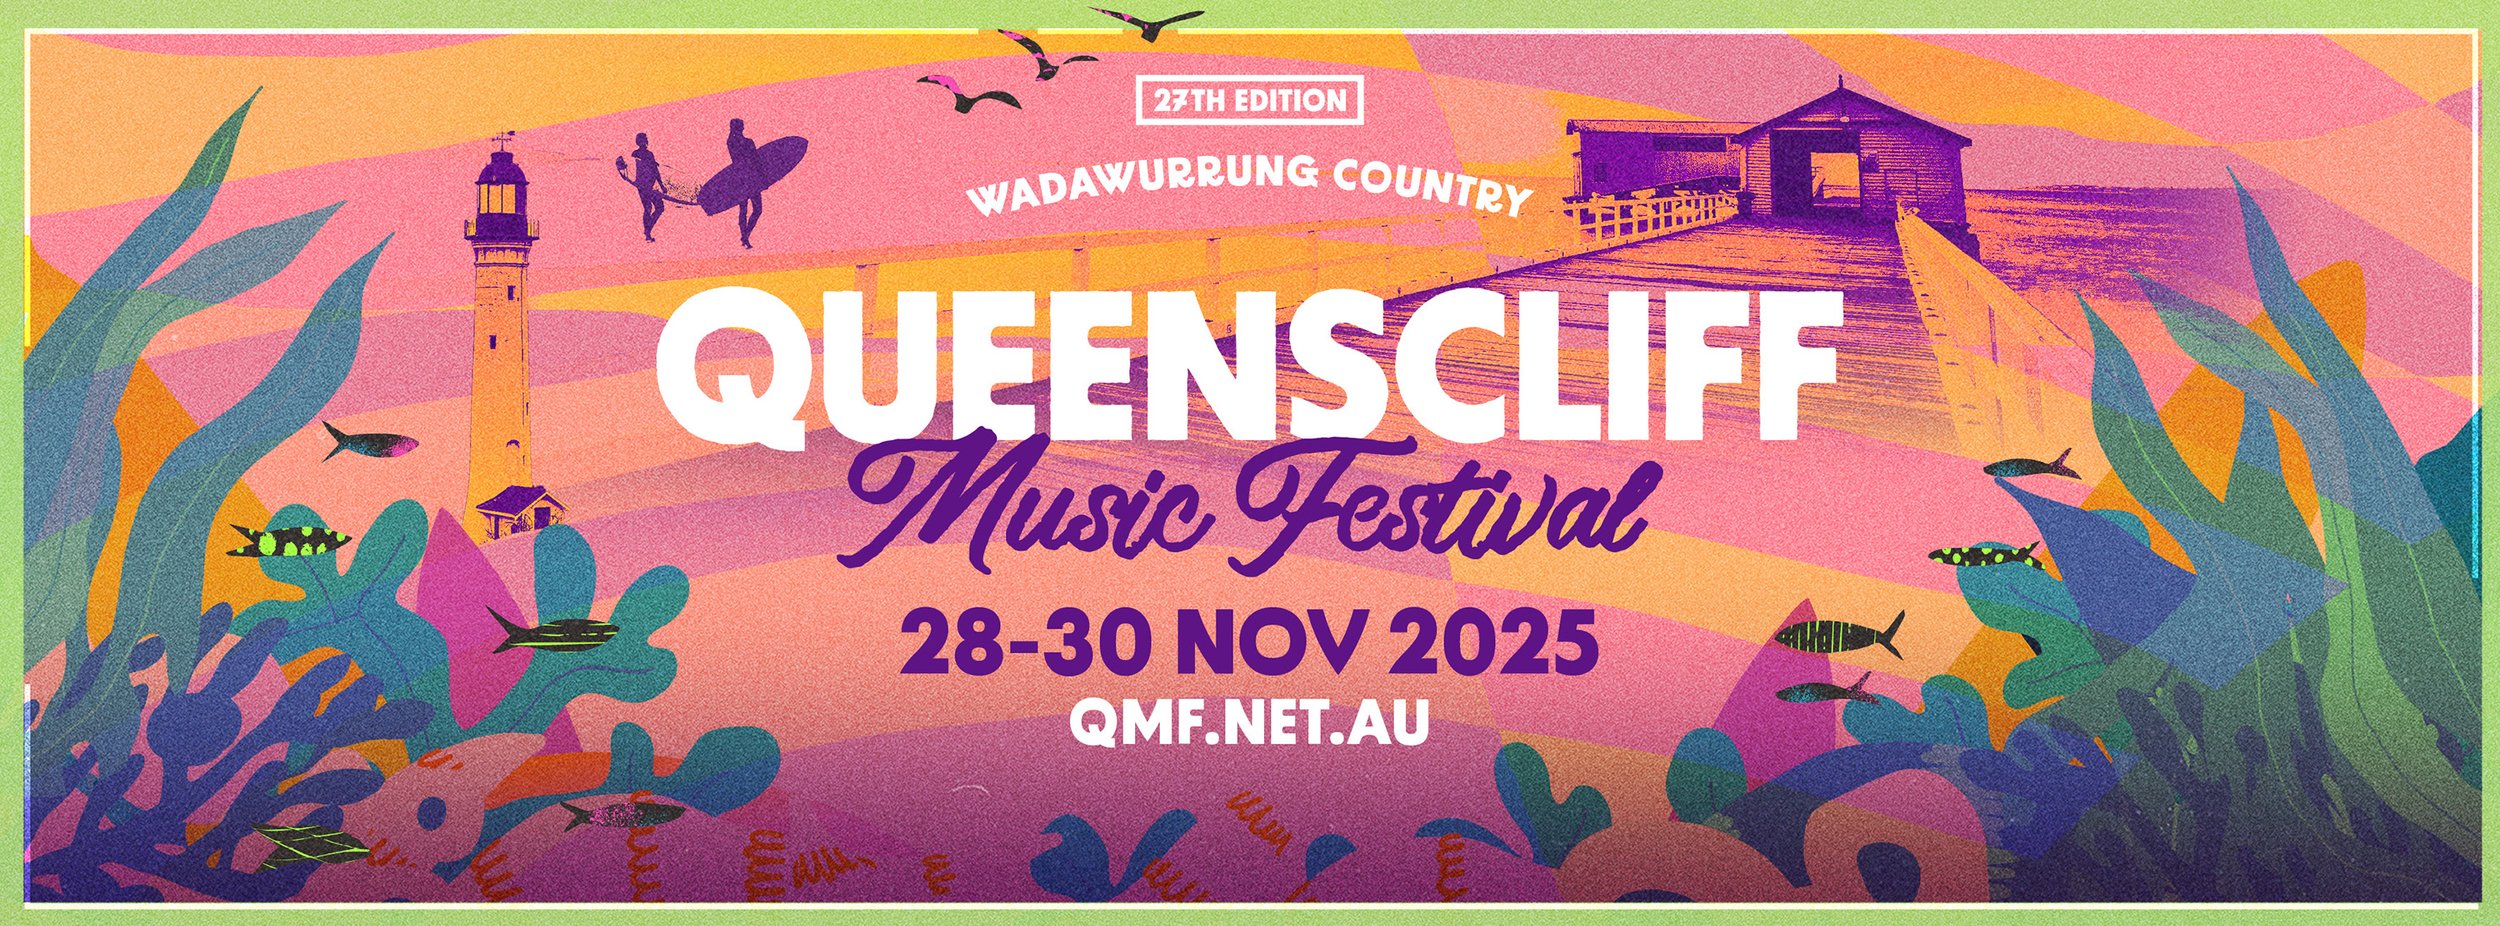 27TH EDITION
WADAWURRUNG COUNTRY
QUEENSCLIFF
Music Festival
28-30 NOV 2025
QMF.NET.AU